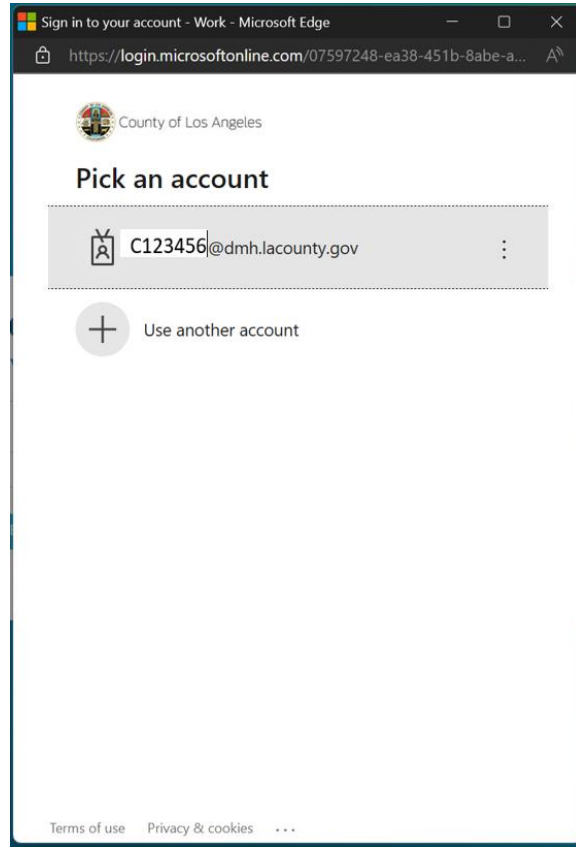 Sign in to your account - Work - Microsoft Edge
https://login.microsoftonline.com/07597248-ea38-451b-8abe-a...
County of Los Angeles
Pick an account
C123456@dmh.lacounty.gov
Use another account
Terms of use Privacy & cookies ...